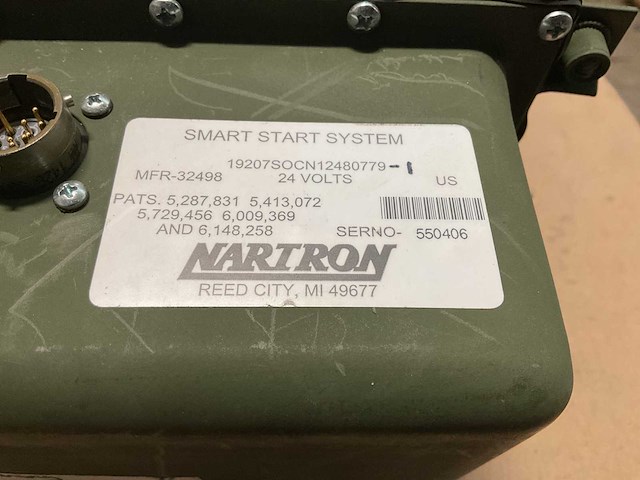 SMART START SYSTEM
19207SOCN12480779-1
MFR-32498 24 VOLTS US
PATS. 5,287,831 5,413,072
5,729,456 6,009,369
AND 6,148,258 SERNO- 550406
NARTRON
REED CITY, MI 49677